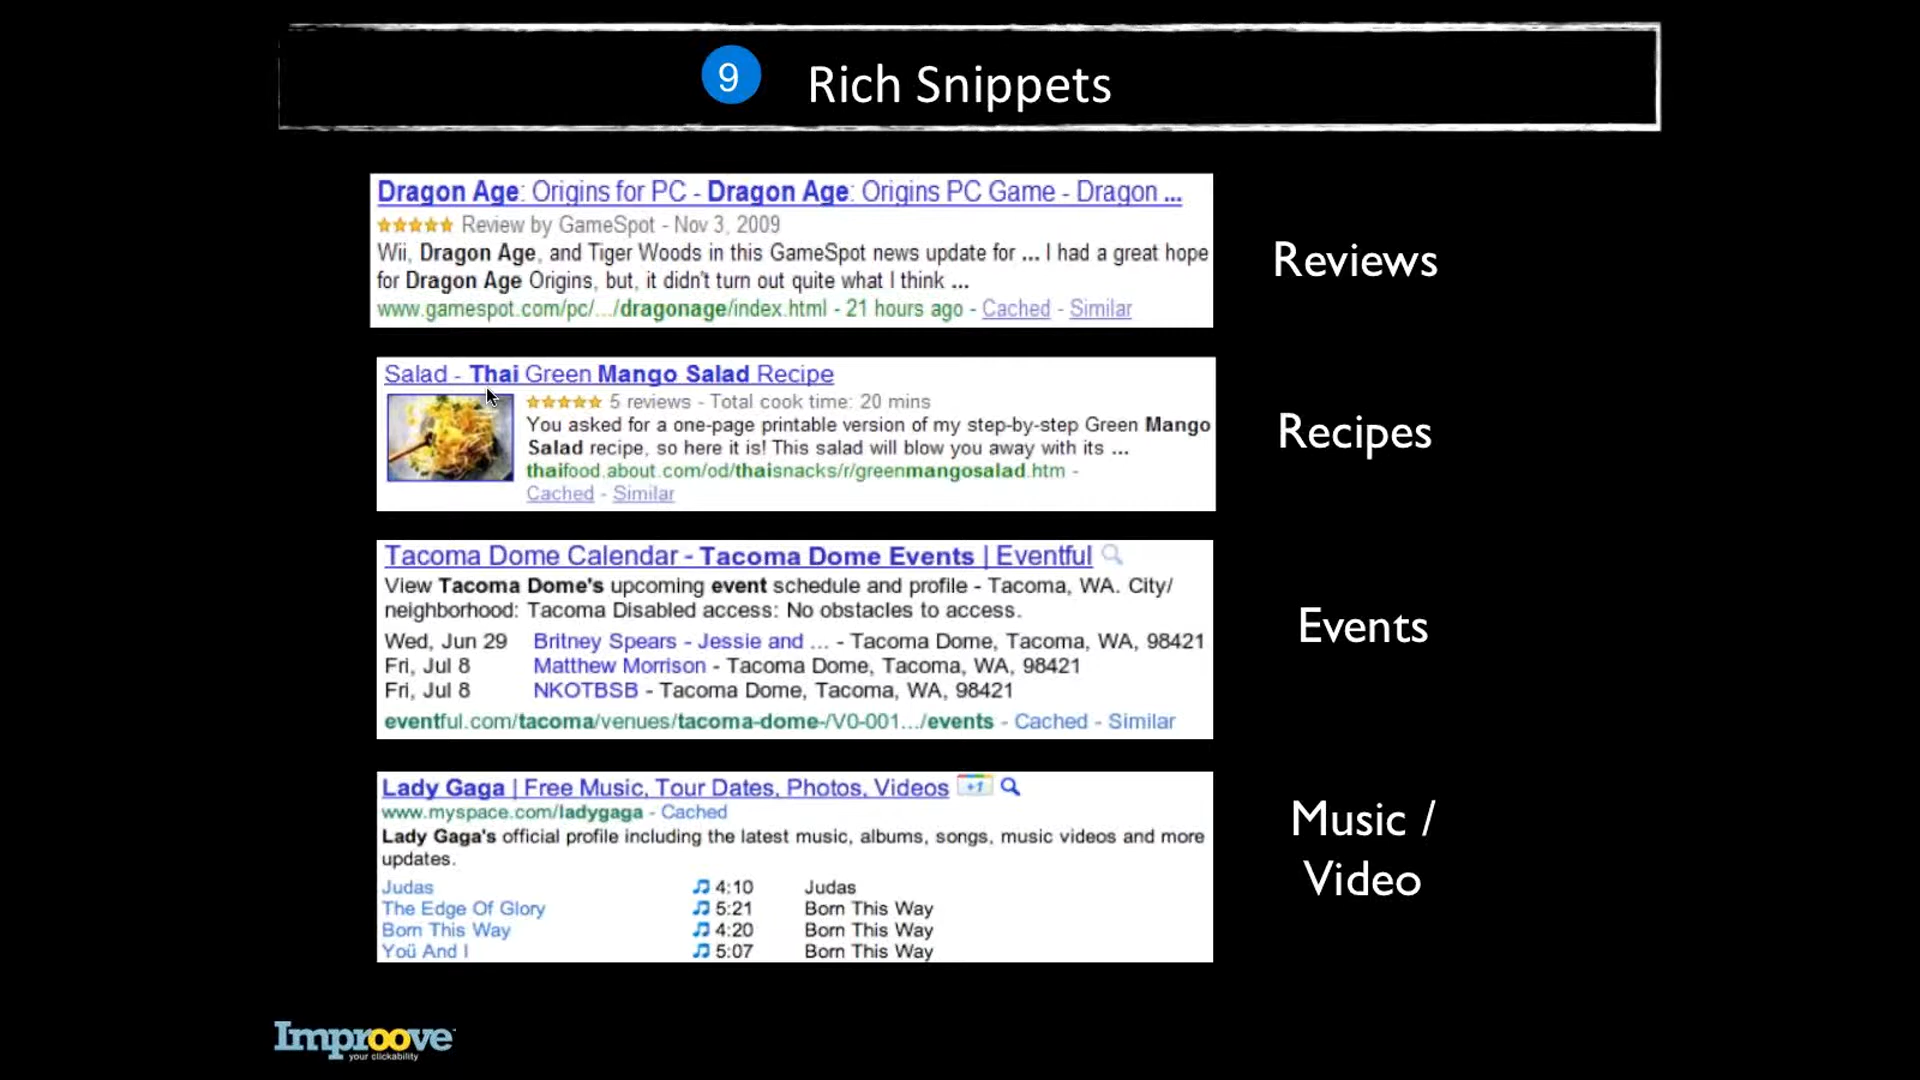 9 Rich Snippets
Dragon Age: Origins for PC - Dragon Age: Origins PC Game - Dragon ...
Review by GameSpot - Nov 3, 2009
Wii, Dragon Age, and Tiger Woods in this GameSpot news update for ... I had a great hope
for Dragon Age Origins, but, it didn't turn out quite what I think ...
www.gamespot.com/pc/.../dragonage/index.html - 21 hours ago - Cached - Similar
Reviews
Salad - Thai Green Mango Salad Recipe
5 reviews - Total cook time: 20 mins
You asked for a one-page printable version of my step-by-step Green Mango
Salad recipe, so here it is! This salad will blow you away with its ...
thaifood.about.com/od/thaisnacks/r/greenmangosalad.htm -
Cached - Similar
Recipes
Tacoma Dome Calendar - Tacoma Dome Events | Eventful
View Tacoma Dome's upcoming event schedule and profile - Tacoma, WA. City/
neighborhood: Tacoma Disabled access: No obstacles to access.
Wed, Jun 29 Britney Spears - Jessie and ... - Tacoma Dome, Tacoma, WA, 98421
Fri, Jul 8 Matthew Morrison - Tacoma Dome, Tacoma, WA, 98421
Fri, Jul 8 NKOTBSB - Tacoma Dome, Tacoma, WA, 98421
eventful.com/tacoma/venues/tacoma-dome-/V0-001.../events - Cached - Similar
Events
Lady Gaga | Free Music, Tour Dates, Photos, Videos +1
www.myspace.com/ladygaga - Cached
Lady Gaga's official profile including the latest music, albums, songs, music videos and more
updates.
Judas 4:10 Judas
The Edge Of Glory 5:21 Born This Way
Born This Way 4:20 Born This Way
Yoü And I 5:07 Born This Way
Music /
Video
Improove
your clickability